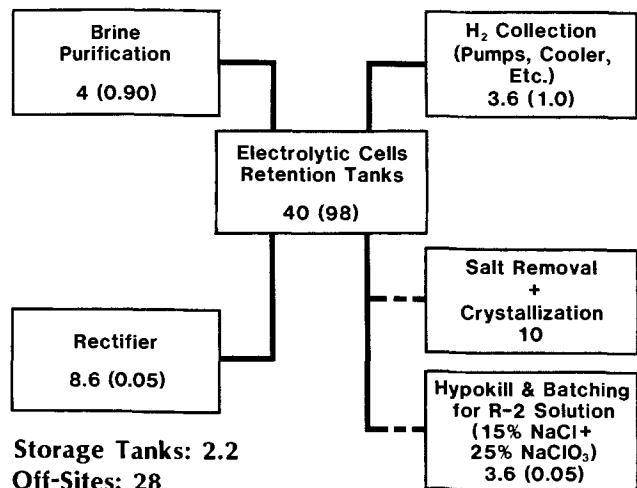 Brine
Purification
4 (0.90)
H₂ Collection
(Pumps, Cooler,
Etc.)
3.6 (1.0)
Electrolytic Cells
Retention Tanks
40 (98)
Rectifier
8.6 (0.05)
Salt Removal
+
Crystallization
10
Hypokill & Batching
for R-2 Solution
(15% NaCl+
25% NaClO₃)
3.6 (0.05)
Storage Tanks: 2.2
Off-Sites: 28